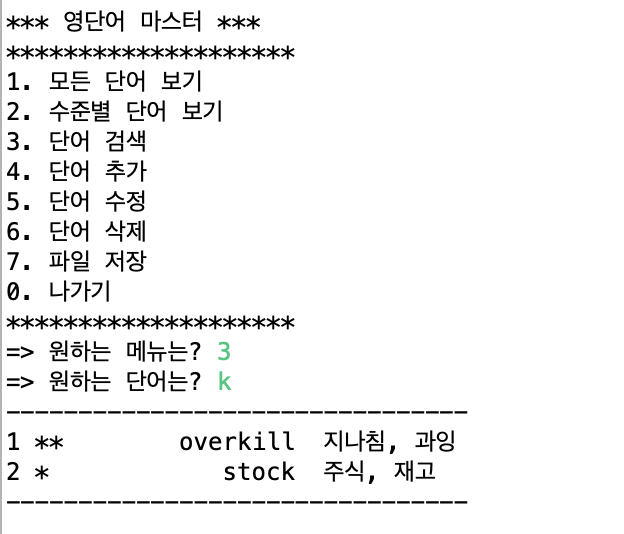 *** 영단어 마스터 ***
********************
1. 모든 단어 보기
2. 수준별 단어 보기
3. 단어 검색
4. 단어 추가
5. 단어 수정
6. 단어 삭제
7. 파일 저장
0. 나가기
********************
=> 원하는 메뉴는? 3
=> 원하는 단어는? k
--------------------------------
1 **        overkill  지나침, 과잉
2 *            stock  주식, 재고
--------------------------------